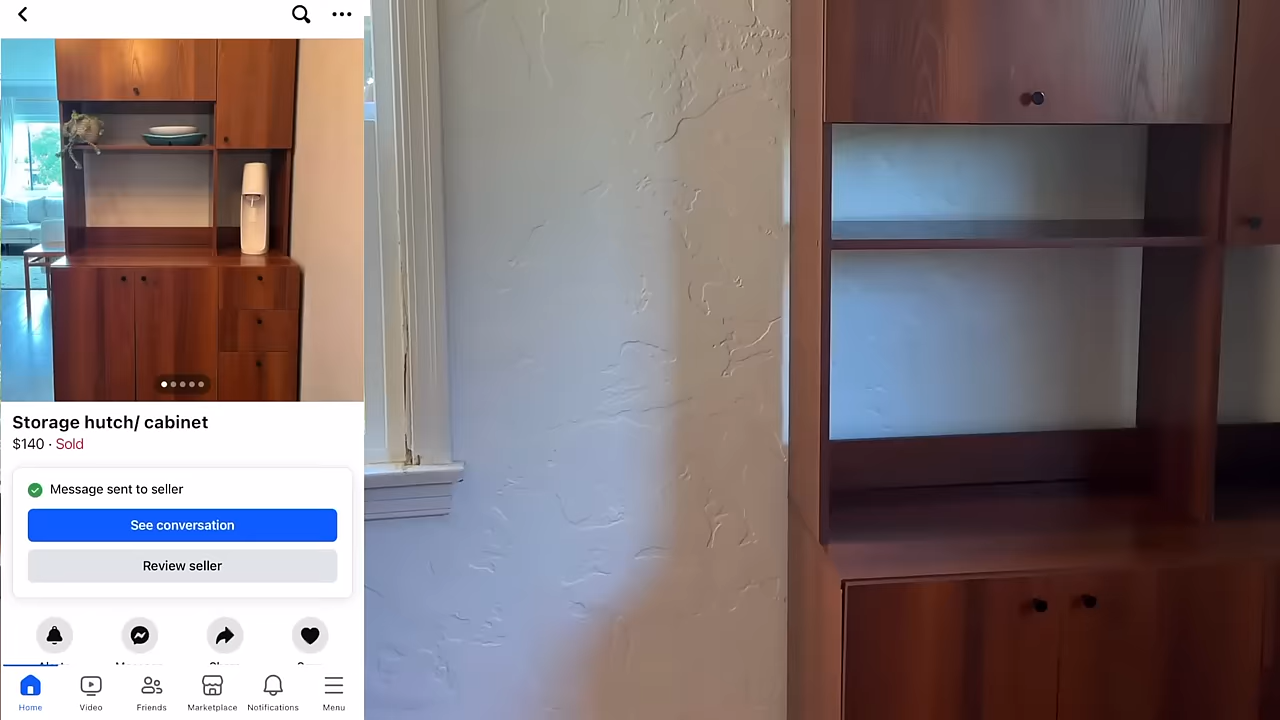 Storage hutch/ cabinet
$140 · Sold
Message sent to seller
See conversation
Review seller
Home Video Friends Marketplace Notifications Menu